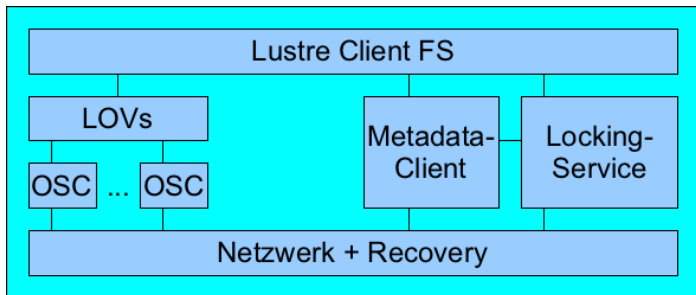 Lustre Client FS
LOVs
Metadata-
Client
Locking-
Service
OSC ... OSC
Netzwerk + Recovery